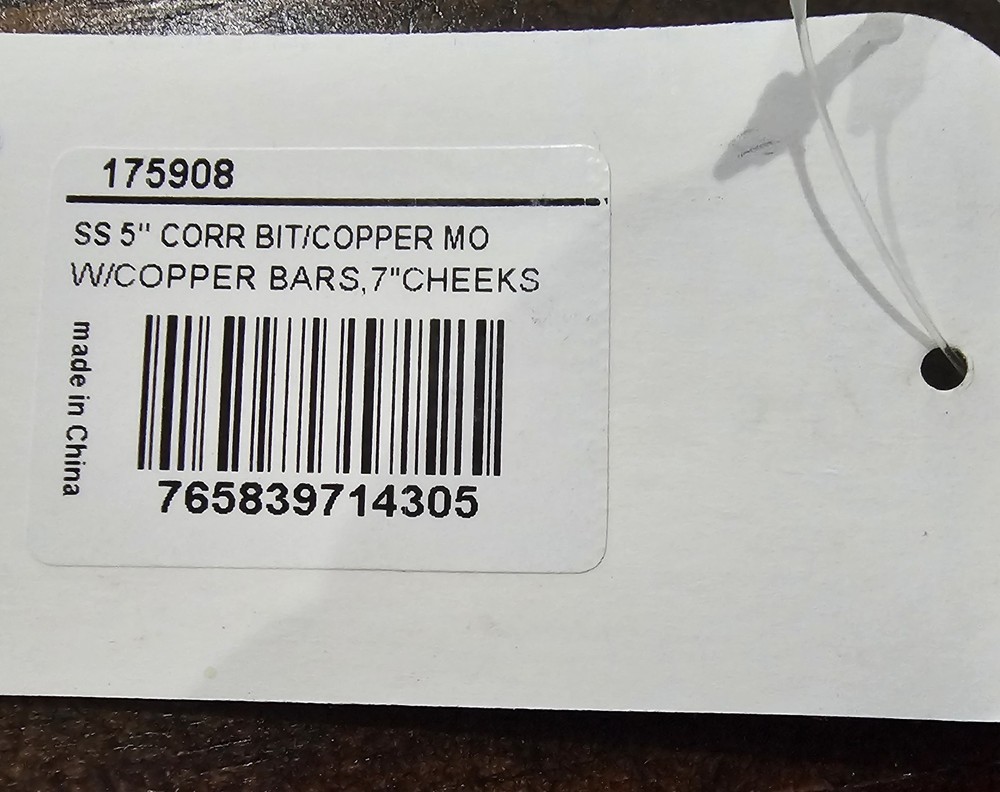 175908
SS 5" CORR BIT/COPPER MO
W/COPPER BARS,7"CHEEKS
made in China
765839714305